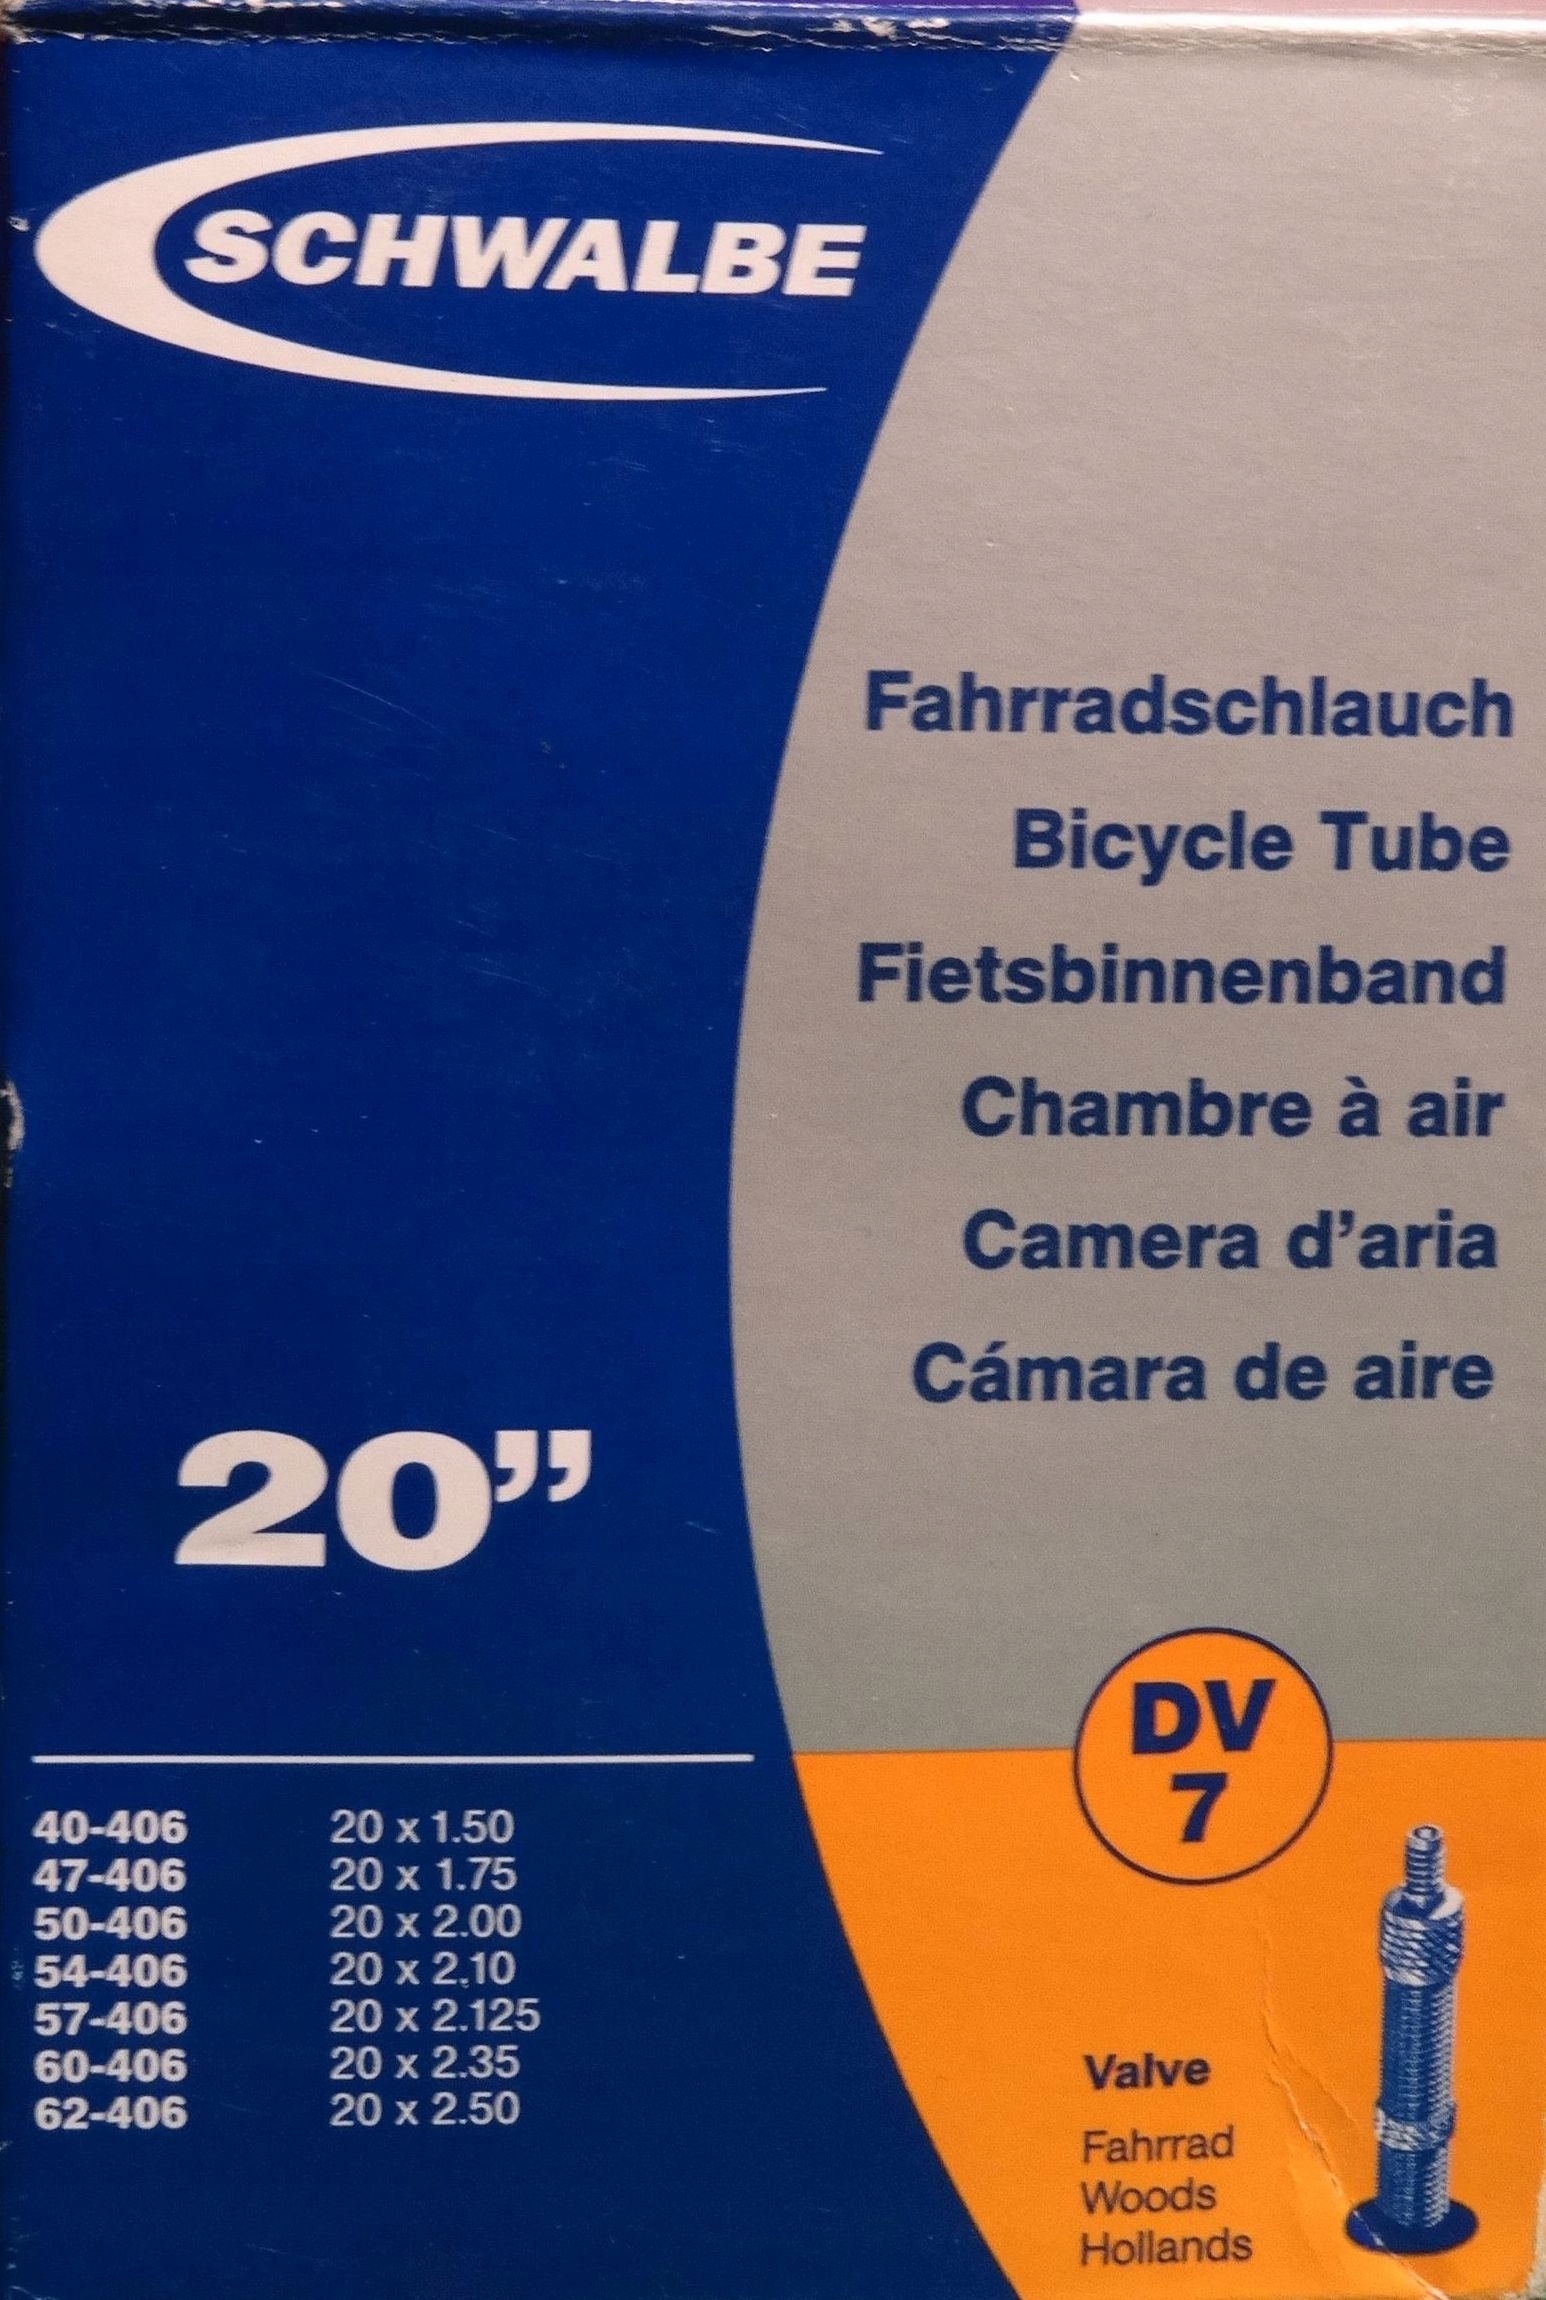 SCHWALBE
Fahrradschlauch
Bicycle Tube
Fietsbinnenband
Chambre à air
Camera d'aria
Cámara de aire
20”
40-406 20 x 1.50
47-406 20 x 1.75
50-406 20 x 2.00
54-406 20 x 2.10
57-406 20 x 2.125
60-406 20 x 2.35
62-406 20 x 2.50
DV
7
Valve
Fahrrad
Woods
Hollands